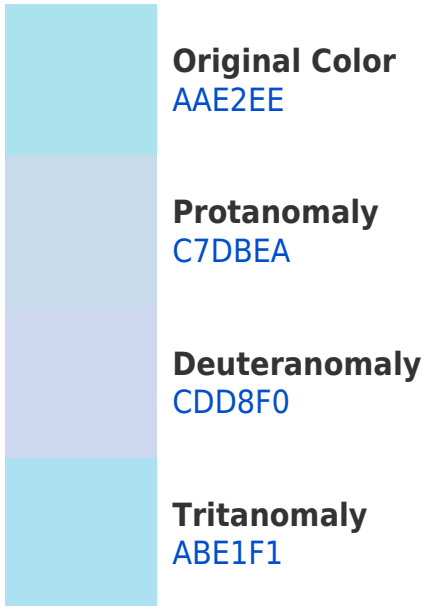 Original Color
AAE2EE
Protanomaly
C7DBEA
Deuteranomaly
CDD8F0
Tritanomaly
ABE1F1